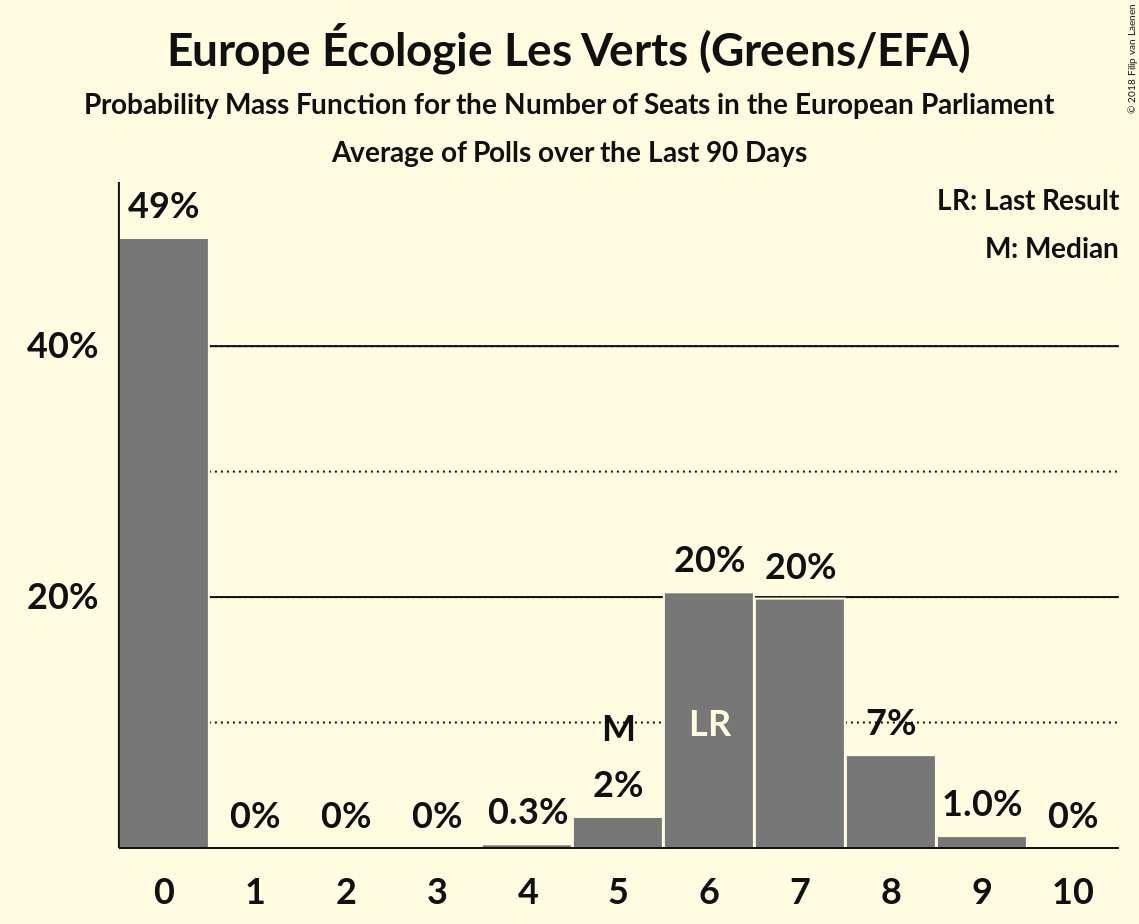 Europe Écologie Les Verts (Greens/EFA)
Probability Mass Function for the Number of Seats in the European Parliament
Average of Polls over the Last 90 Days
© 2018 Filip van Laenen
LR: Last Result
M: Median
49%
40%
20%
20%
20%
M
LR
7%
2%
0%
0%
0%
0.3%
1.0%
0%
0 1 2 3 4 5 6 7 8 9 10